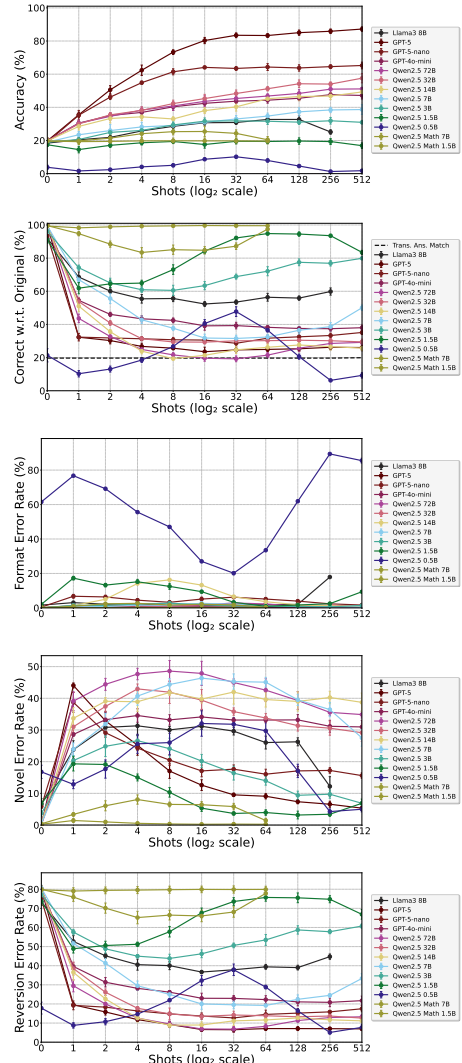 100
80
60
40
20
0
Accuracy (%)
0 1 2 4 8 16 32 64 128 256 512
Shots (log₂ scale)
Llama3 8B
GPT-5
GPT-5-nano
GPT-4o-mini
Qwen2.5 72B
Qwen2.5 32B
Qwen2.5 14B
Qwen2.5 7B
Qwen2.5 3B
Qwen2.5 1.5B
Qwen2.5 0.5B
Qwen2.5 Math 7B
Qwen2.5 Math 1.5B
100
80
60
40
20
0
Correct w.r.t. Original (%)
0 1 2 4 8 16 32 64 128 256 512
Shots (log₂ scale)
Trans. Ans. Match
Llama3 8B
GPT-5
GPT-5-nano
GPT-4o-mini
Qwen2.5 72B
Qwen2.5 32B
Qwen2.5 14B
Qwen2.5 7B
Qwen2.5 3B
Qwen2.5 1.5B
Qwen2.5 0.5B
Qwen2.5 Math 7B
Qwen2.5 Math 1.5B
80
60
40
20
0
Format Error Rate (%)
0 1 2 4 8 16 32 64 128 256 512
Shots (log₂ scale)
Llama3 8B
GPT-5
GPT-5-nano
GPT-4o-mini
Qwen2.5 72B
Qwen2.5 32B
Qwen2.5 14B
Qwen2.5 7B
Qwen2.5 3B
Qwen2.5 1.5B
Qwen2.5 0.5B
Qwen2.5 Math 7B
Qwen2.5 Math 1.5B
50
40
30
20
10
0
Novel Error Rate (%)
0 1 2 4 8 16 32 64 128 256 512
Shots (log₂ scale)
Llama3 8B
GPT-5
GPT-5-nano
GPT-4o-mini
Qwen2.5 72B
Qwen2.5 32B
Qwen2.5 14B
Qwen2.5 7B
Qwen2.5 3B
Qwen2.5 1.5B
Qwen2.5 0.5B
Qwen2.5 Math 7B
Qwen2.5 Math 1.5B
80
70
60
50
40
30
20
10
0
Reversion Error Rate (%)
0 1 2 4 8 16 32 64 128 256 512
Shots (log₂ scale)
Llama3 8B
GPT-5
GPT-5-nano
GPT-4o-mini
Qwen2.5 72B
Qwen2.5 32B
Qwen2.5 14B
Qwen2.5 7B
Qwen2.5 3B
Qwen2.5 1.5B
Qwen2.5 0.5B
Qwen2.5 Math 7B
Qwen2.5 Math 1.5B